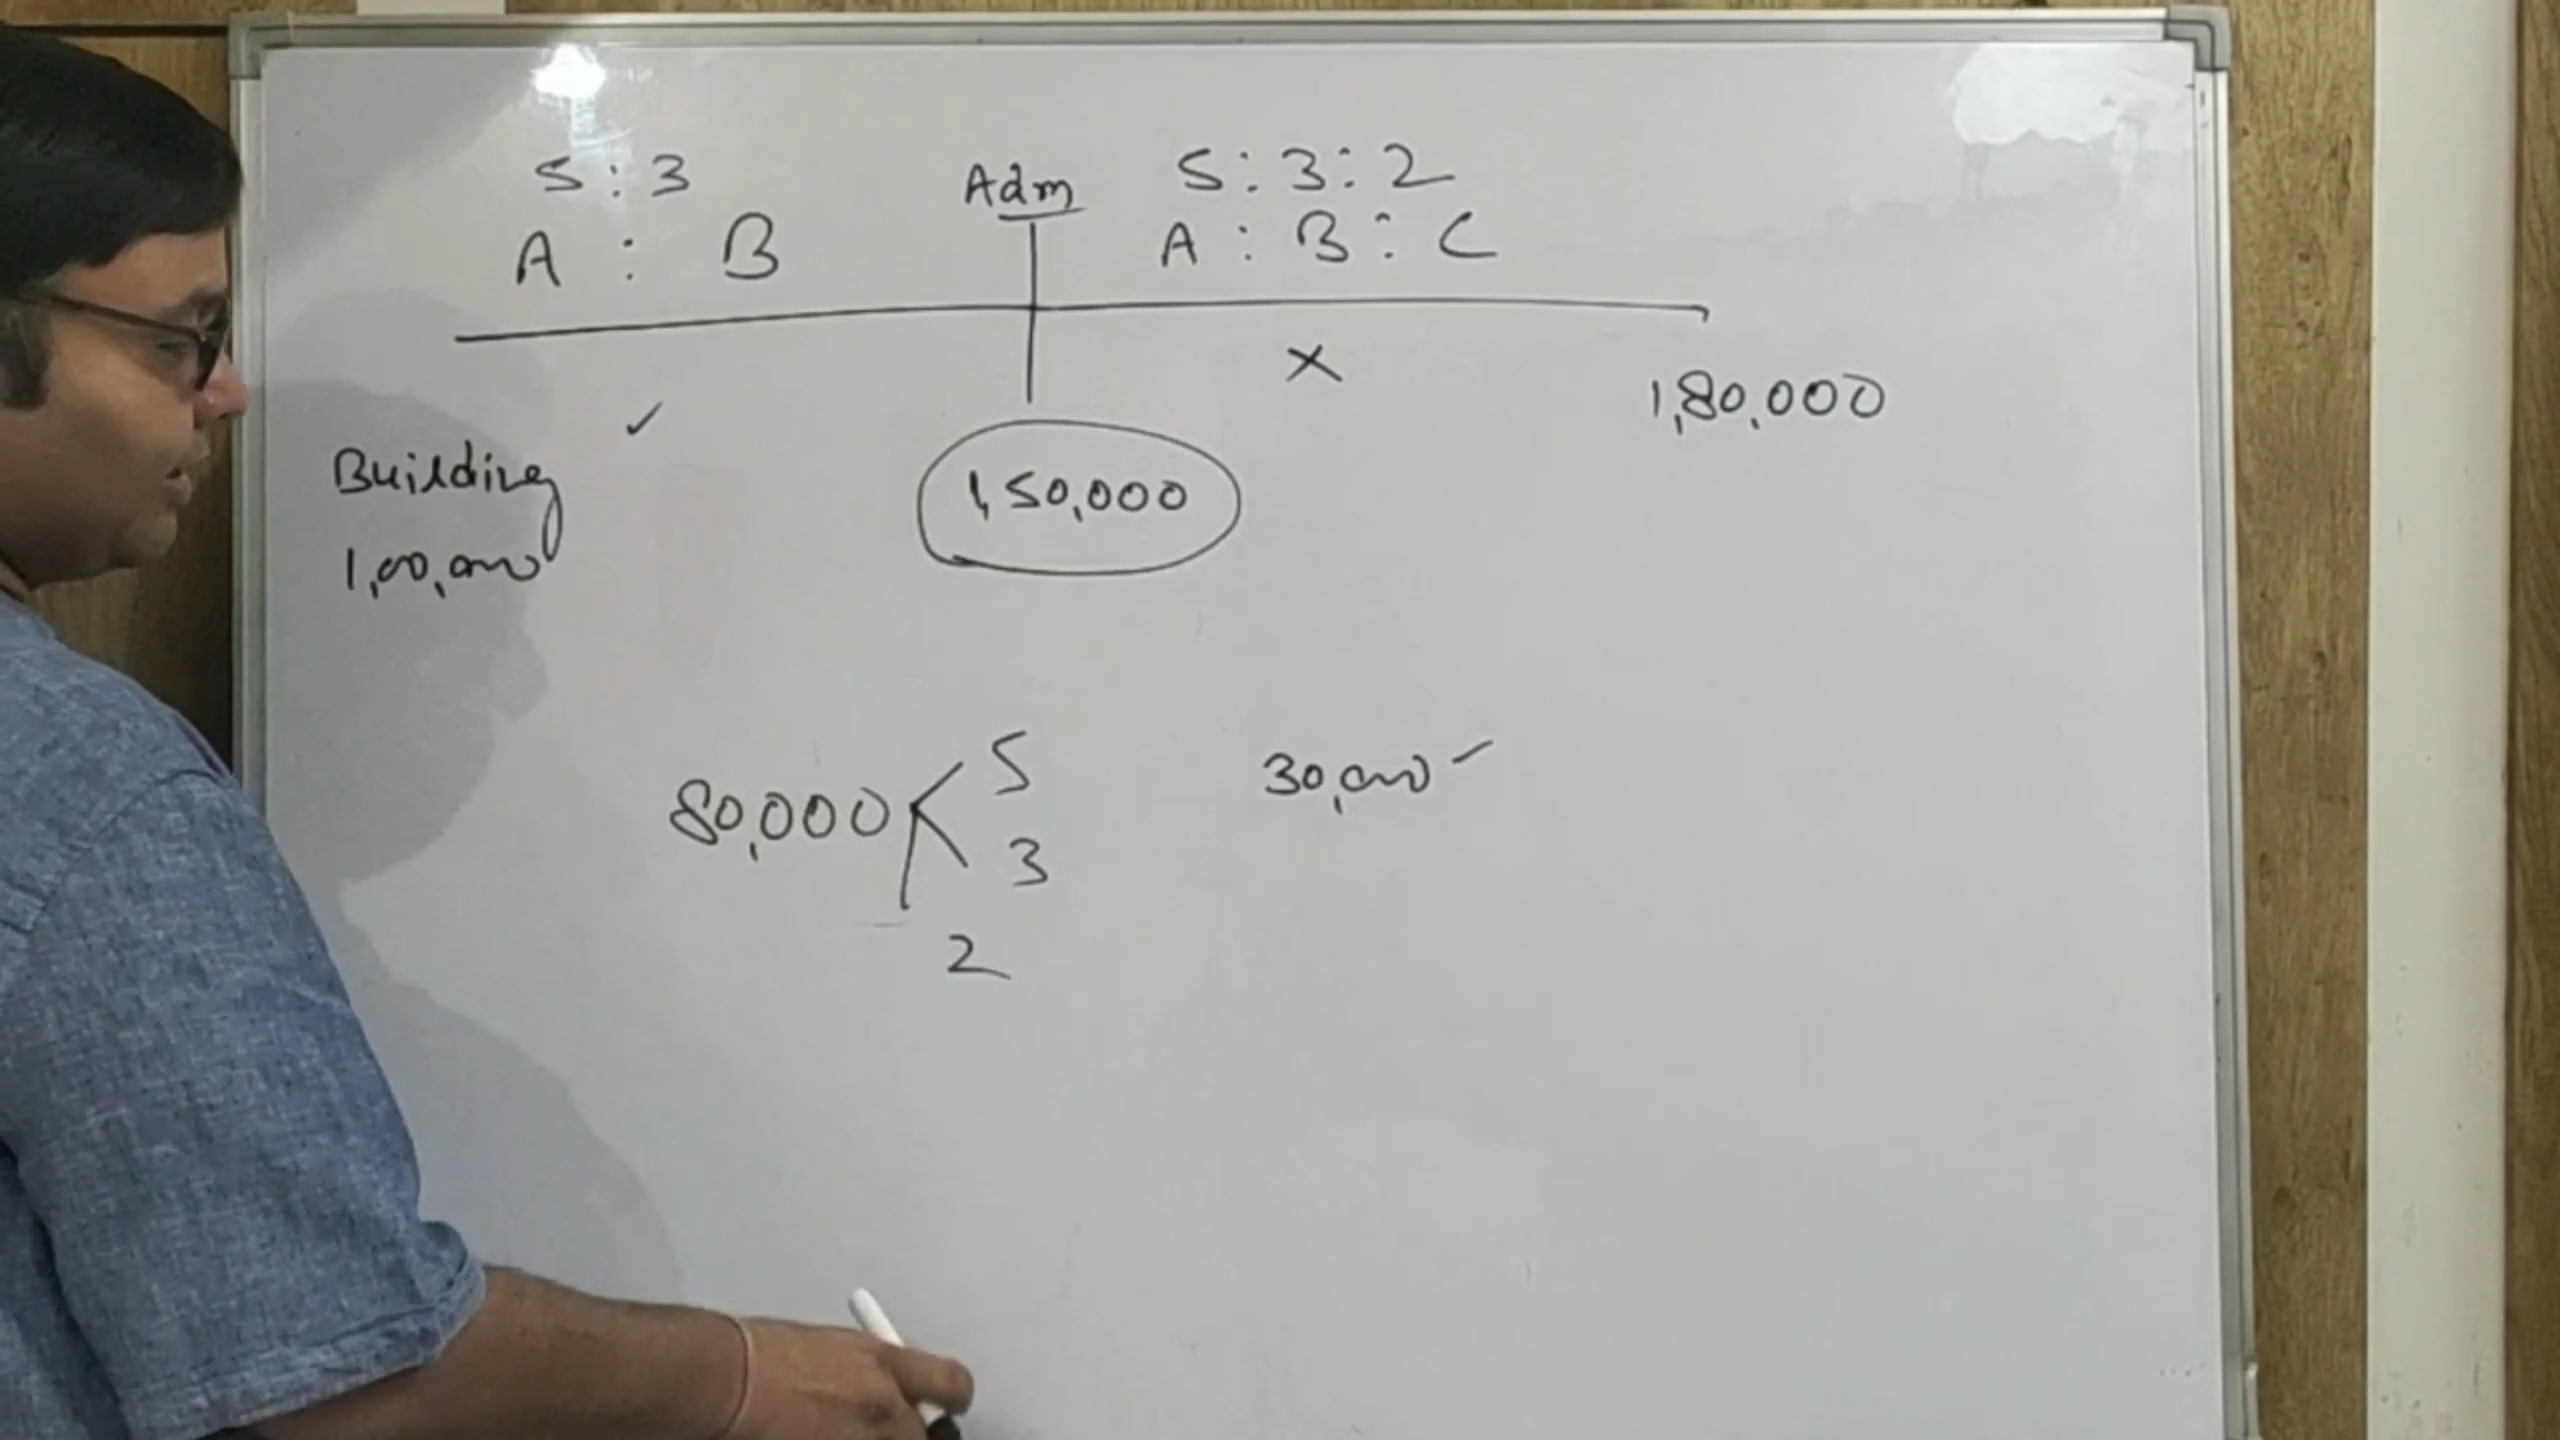 5:3 Adm 5:3:2
A : B A : B : C
X
1,80,000
Building ✓
1,50,000
1,00,000
80,000 5 30,000 ✓
3
2